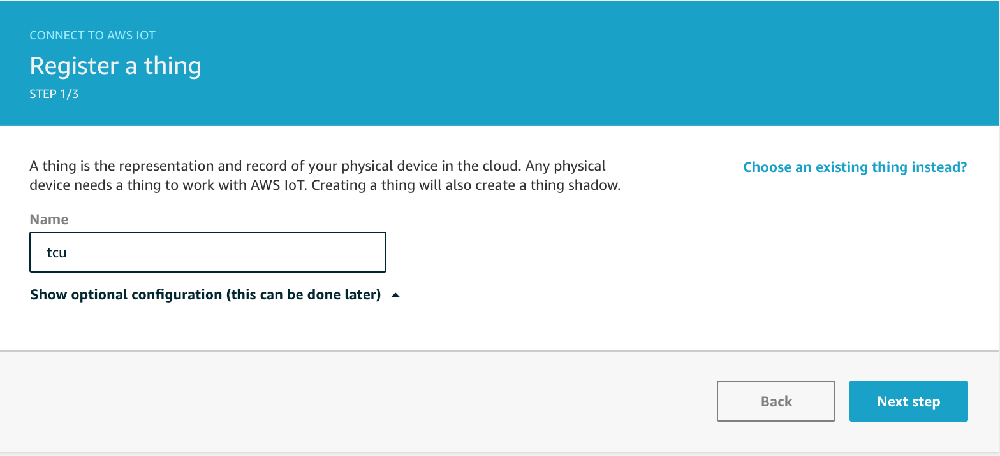 CONNECT TO AWS IOT
Register a thing
STEP 1/3
A thing is the representation and record of your physical device in the cloud. Any physical
device needs a thing to work with AWS IoT. Creating a thing will also create a thing shadow.
Choose an existing thing instead?
Name
tcu
Show optional configuration (this can be done later)
Back
Next step